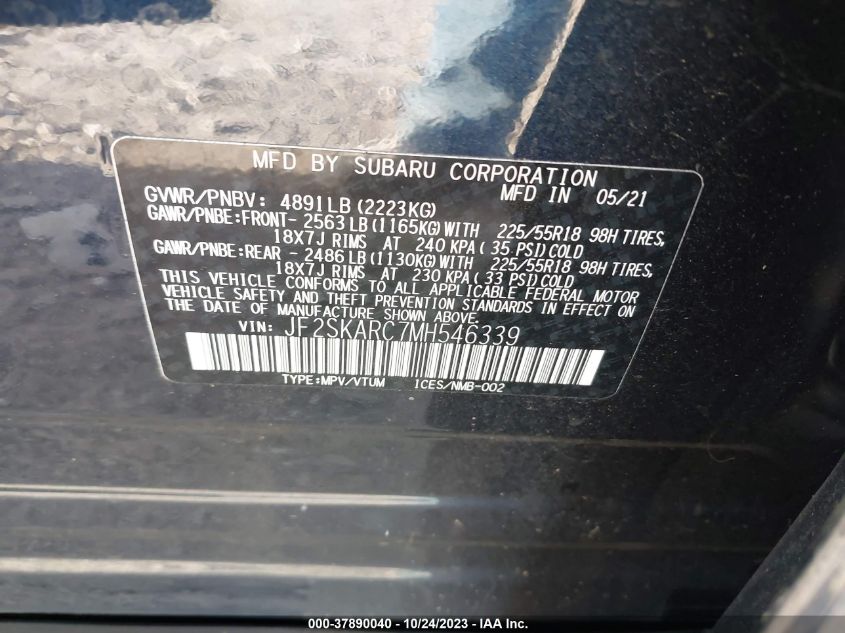 MFD BY SUBARU CORPORATION
GVWR/PNBV: 4891LB(2223KG) MFD IN 05/21
GAWR/PNBE:FRONT- 2563LB(1165KG)WITH 225/55R18 98H TIRES,
18X7J RIMS AT 240 KPA( 35 PSI)COLD
GAWR/PNBE:REAR - 2486LB(1130KG)WITH 225/55R18 98H TIRES,
18X7J RIMS AT 230 KPA( 33 PSI)COLD
THIS VEHICLE CONFORMS TO ALL APPLICABLE FEDERAL MOTOR
VEHICLE SAFETY AND THEFT PREVENTION STANDARDS IN EFFECT ON
THE DATE OF MANUFACTURE SHOWN ABOVE.
VIN: JF2SKARC7MH546339
TYPE:MPV/VTUM ICES/NMB-002
000-37890040 - 10/24/2023 - IAA Inc.